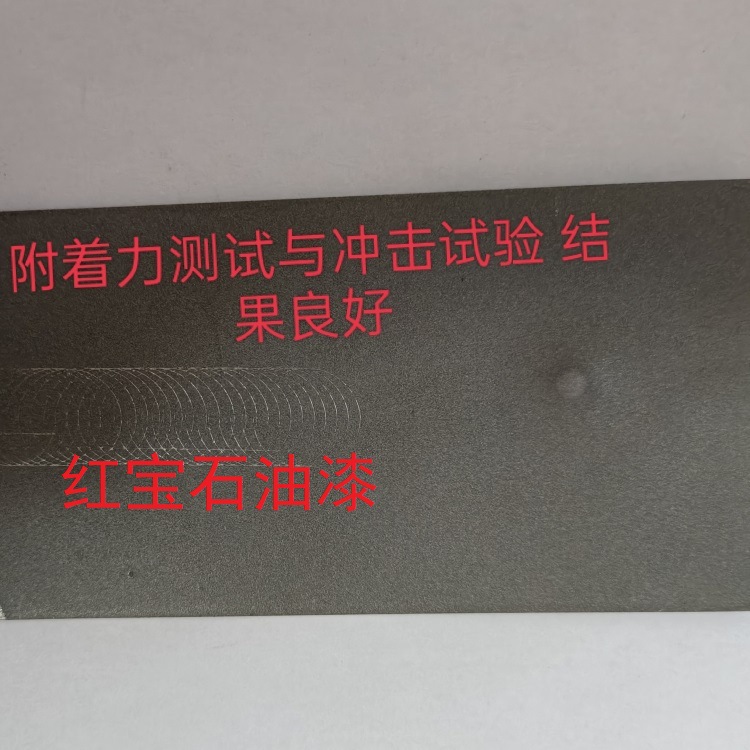 附着力测试与冲击试验 结
果良好
红宝石油漆